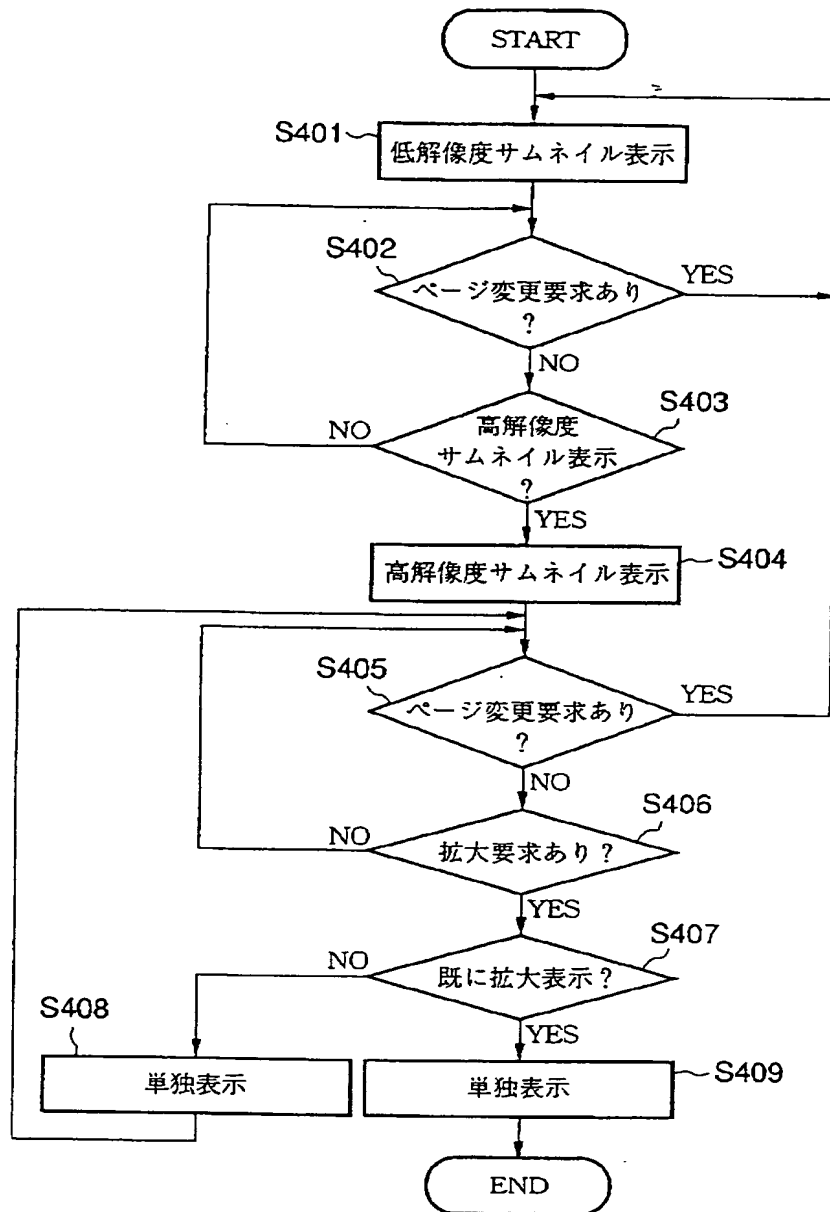 START
S401
低解像度サムネイル表示
S402
ページ変更要求あり
?
YES
NO
S403
高解像度
サムネイル表示
?
NO
YES
高解像度サムネイル表示
S404
S405
ページ変更要求あり
?
YES
NO
S406
拡大要求あり?
NO
YES
S407
既に拡大表示?
NO
YES
S408
単独表示
単独表示
S409
END